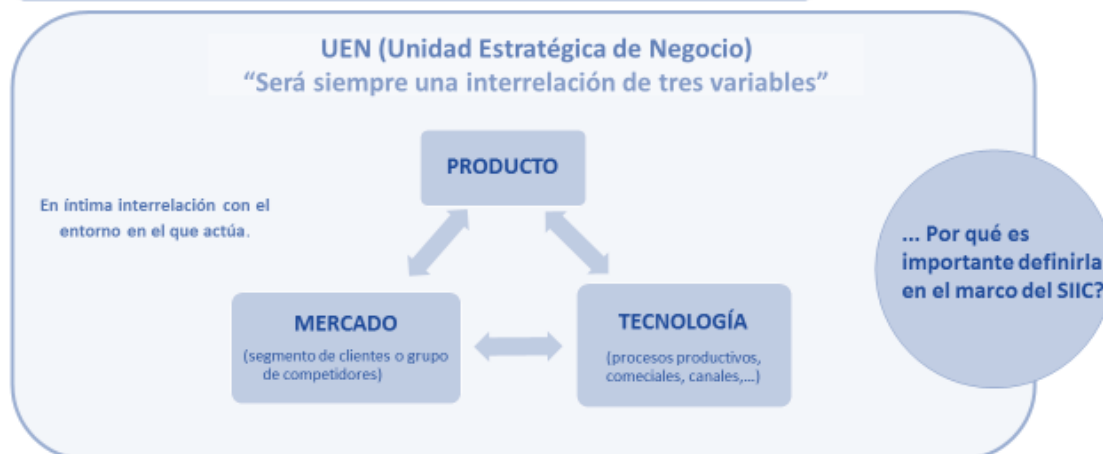 UEN (Unidad Estratégica de Negocio)
“Será siempre una interrelación de tres variables”
PRODUCTO
En íntima interrelación con el
entorno en el que actúa.
... Por qué es
importante definirla
en el marco del SIIC?
MERCADO
(segmento de clientes o grupo
de competidores)
TECNOLOGÍA
(procesos productivos,
comeciales, canales,...)